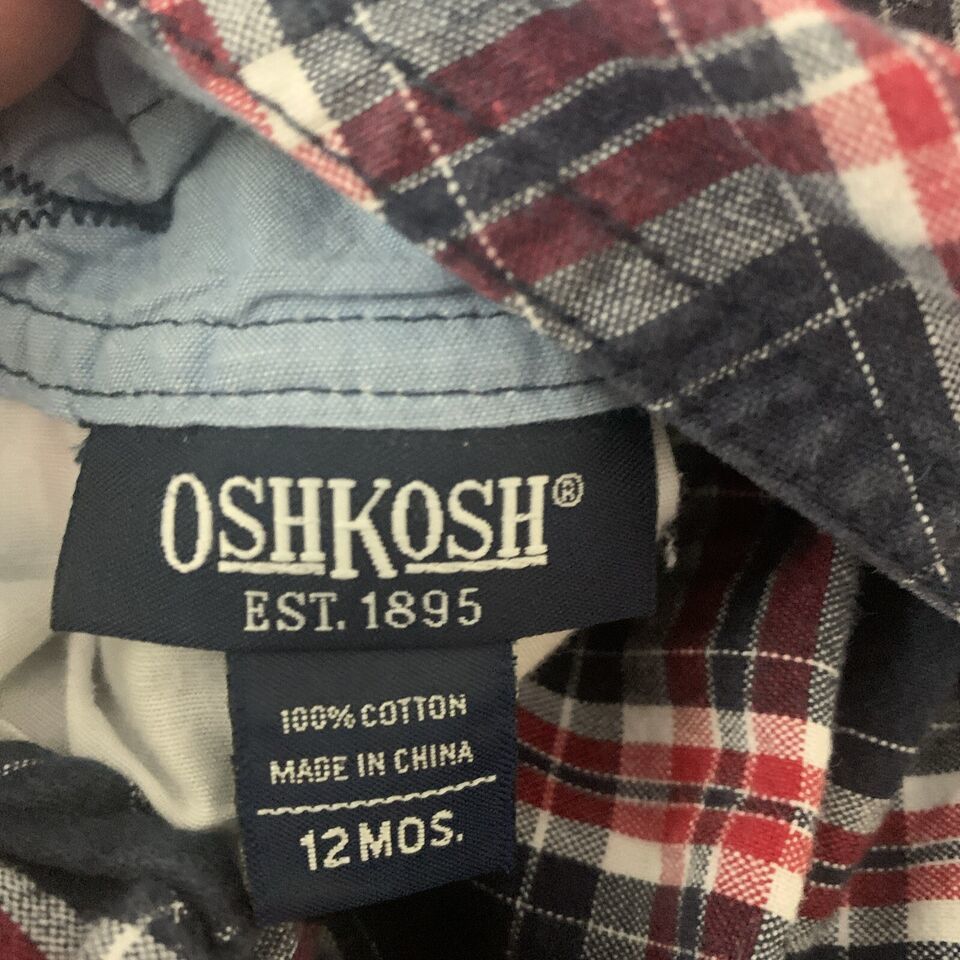 OSHKOSH®
EST. 1895
100% COTTON
MADE IN CHINA
12 MOS.